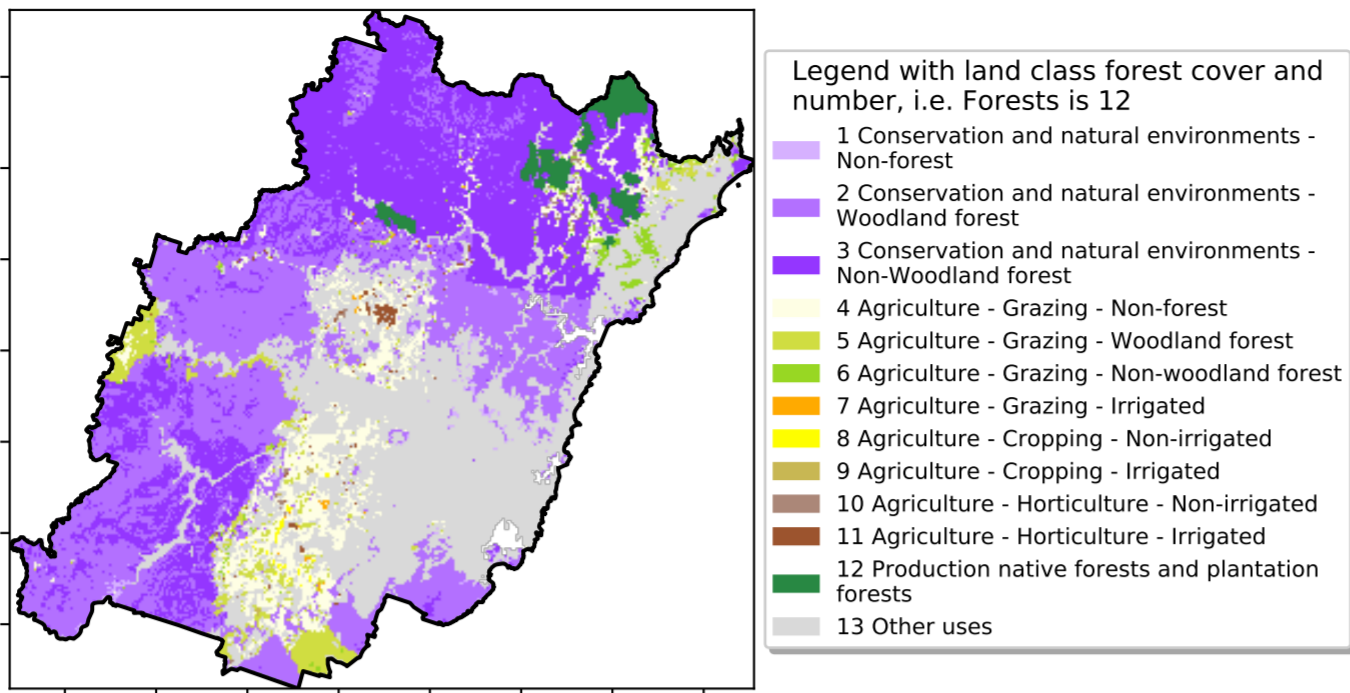 Legend with land class forest cover and
number, i.e. Forests is 12
1 Conservation and natural environments -
Non-forest
2 Conservation and natural environments -
Woodland forest
3 Conservation and natural environments -
Non-Woodland forest
4 Agriculture - Grazing - Non-forest
5 Agriculture - Grazing - Woodland forest
6 Agriculture - Grazing - Non-woodland forest
7 Agriculture - Grazing - Irrigated
8 Agriculture - Cropping - Non-irrigated
9 Agriculture - Cropping - Irrigated
10 Agriculture - Horticulture - Non-irrigated
11 Agriculture - Horticulture - Irrigated
12 Production native forests and plantation
forests
13 Other uses